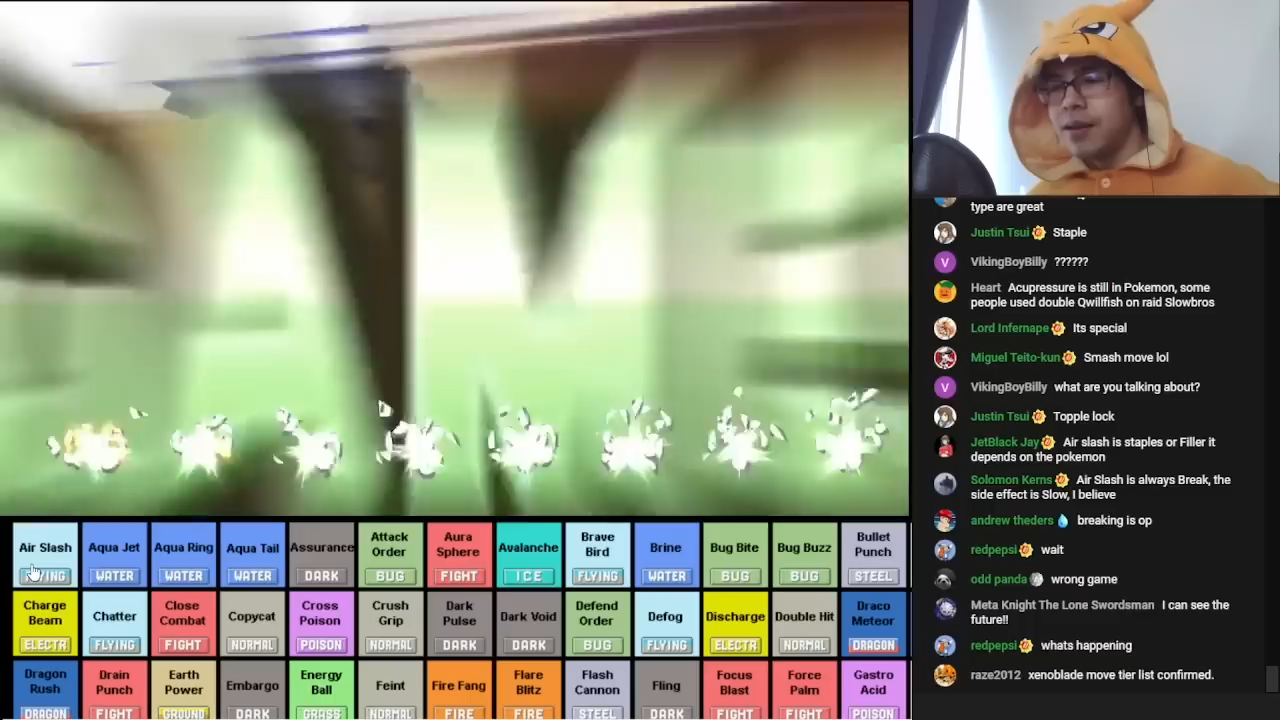 type are great
Justin Tsui Staple
V VikingBoyBilly ??????
Heart Acupressure is still in Pokemon, some
people used double Qwillfish on raid Slowbros
Lord Infernape Its special
Miguel Teito-kun Smash move lol
V VikingBoyBilly what are you talking about?
Justin Tsui Topple lock
JetBlack Jay Air slash is staples or Filler it
depends on the pokemon
Solomon Kerns Air Slash is always Break, the
side effect is Slow, I believe
andrew theders breaking is op
redpepsi wait
odd panda wrong game
Meta Knight The Lone Swordsman I can see the
future!!
redpepsi whats happening
raze2012 xenoblade move tier list confirmed.
Air Slash
FLYING
Aqua Jet
WATER
Aqua Ring
WATER
Aqua Tail
WATER
Assurance
DARK
Attack
Order
BUG
Aura
Sphere
FIGHT
Avalanche
ICE
Brave
Bird
FLYING
Brine
WATER
Bug Bite
BUG
Bug Buzz
BUG
Bullet
Punch
STEEL
Charge
Beam
ELECTR
Chatter
FLYING
Close
Combat
FIGHT
Copycat
NORMAL
Cross
Poison
POISON
Crush
Grip
NORMAL
Dark
Pulse
DARK
Dark Void
DARK
Defend
Order
BUG
Defog
FLYING
Discharge
ELECTR
Double Hit
NORMAL
Draco
Meteor
DRAGON
Dragon
Rush
DRAGON
Drain
Punch
FIGHT
Earth
Power
GROUND
Embargo
DARK
Energy
Ball
GRASS
Feint
NORMAL
Fire Fang
FIRE
Flare
Blitz
FIRE
Flash
Cannon
STEEL
Fling
DARK
Focus
Blast
FIGHT
Force
Palm
FIGHT
Gastro
Acid
POISON